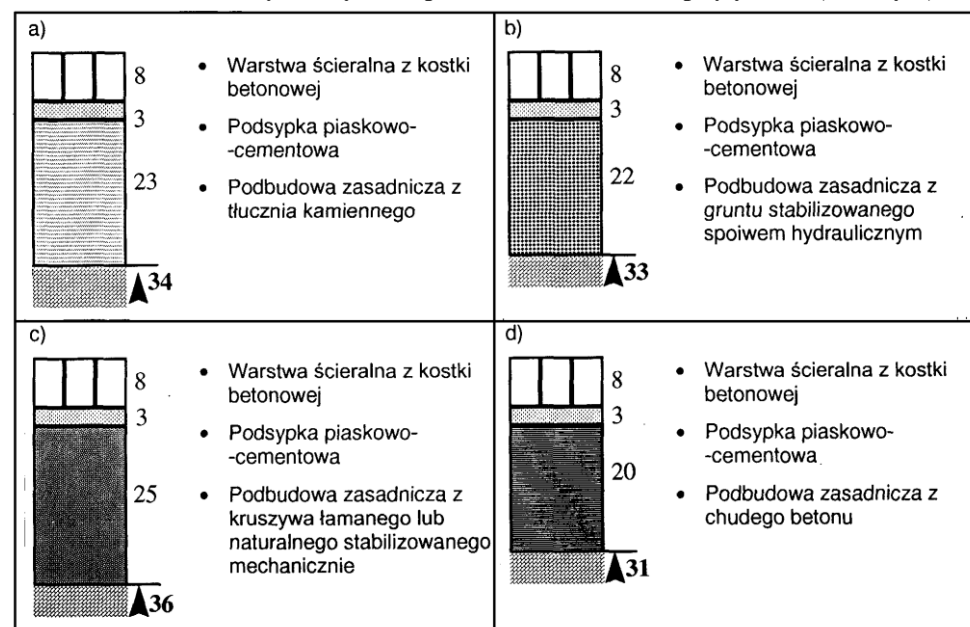 a)
8
3
23
34
• Warstwa ścieralna z kostki
betonowej
• Podsypka piaskowo-
-cementowa
• Podbudowa zasadnicza z
tłucznia kamiennego
b)
8
3
22
33
• Warstwa ścieralna z kostki
betonowej
• Podsypka piaskowo-
-cementowa
• Podbudowa zasadnicza z
gruntu stabilizowanego
spoiwem hydraulicznym
c)
8
3
25
36
• Warstwa ścieralna z kostki
betonowej
• Podsypka piaskowo-
-cementowa
• Podbudowa zasadnicza z
kruszywa łamanego lub
naturalnego stabilizowanego
mechanicznie
d)
8
3
20
31
• Warstwa ścieralna z kostki
betonowej
• Podsypka piaskowo-
-cementowa
• Podbudowa zasadnicza z
chudego betonu